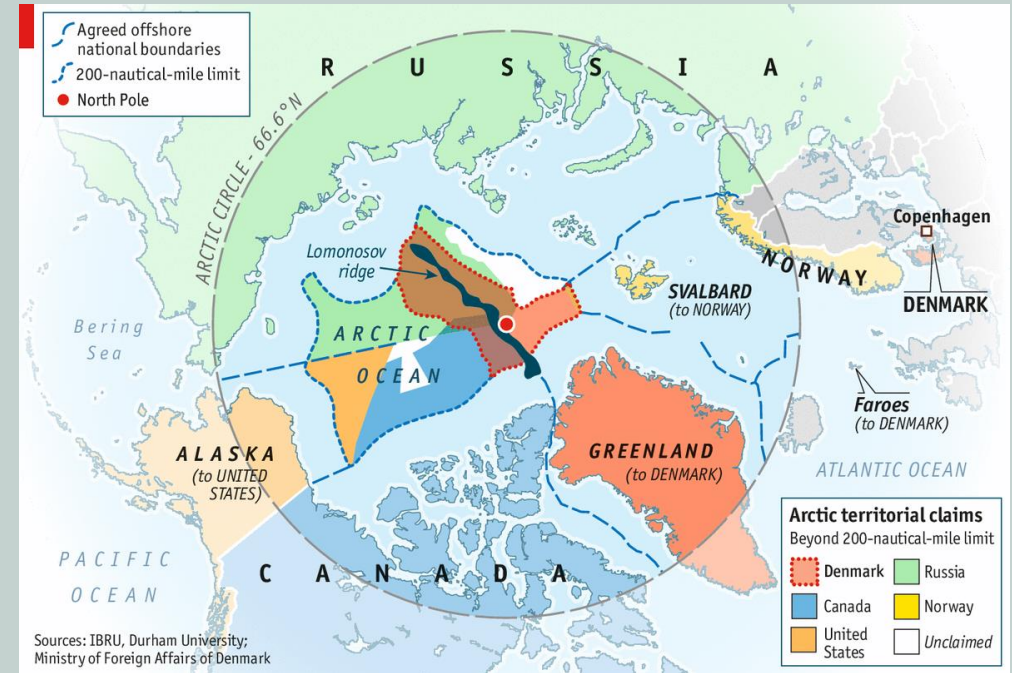 Agreed offshore
national boundaries
200-nautical-mile limit
North Pole
R U S S I A
ARCTIC CIRCLE - 66.6°N
Lomonosov
ridge
Copenhagen
NORWAY
SVALBARD
(to NORWAY)
DENMARK
Bering
Sea
ARCTIC
OCEAN
Faroes
(to DENMARK)
ALASKA
(to UNITED
STATES)
GREENLAND
(to DENMARK)
ATLANTIC OCEAN
PACIFIC
OCEAN
C A N A D A
Arctic territorial claims
Beyond 200-nautical-mile limit
Denmark
Russia
Canada
Norway
United
States
Unclaimed
Sources: IBRU, Durham University;
Ministry of Foreign Affairs of Denmark